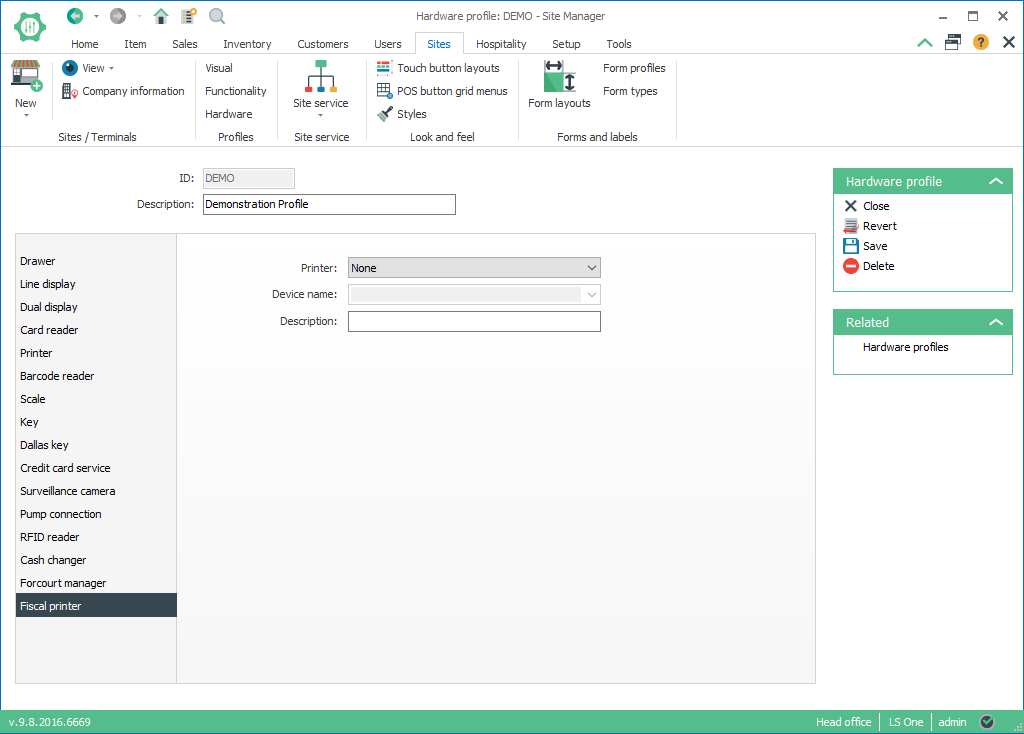 Hardware profile: DEMO - Site Manager
Home Item Sales Inventory Customers Users Sites Hospitality Setup Tools
New
View
Company information
Sites / Terminals
Visual
Functionality
Hardware
Profiles
Site service
Site service
Touch button layouts
POS button grid menus
Styles
Look and feel
Form layouts
Form profiles
Form types
Forms and labels
ID: DEMO
Description: Demonstration Profile
Drawer
Line display
Dual display
Card reader
Printer
Barcode reader
Scale
Key
Dallas key
Credit card service
Surveillance camera
Pump connection
RFID reader
Cash changer
Forcourt manager
Fiscal printer
Printer: None
Device name:
Description:
Hardware profile
Close
Revert
Save
Delete
Related
Hardware profiles
v.9.8.2016.6669
Head office LS One admin